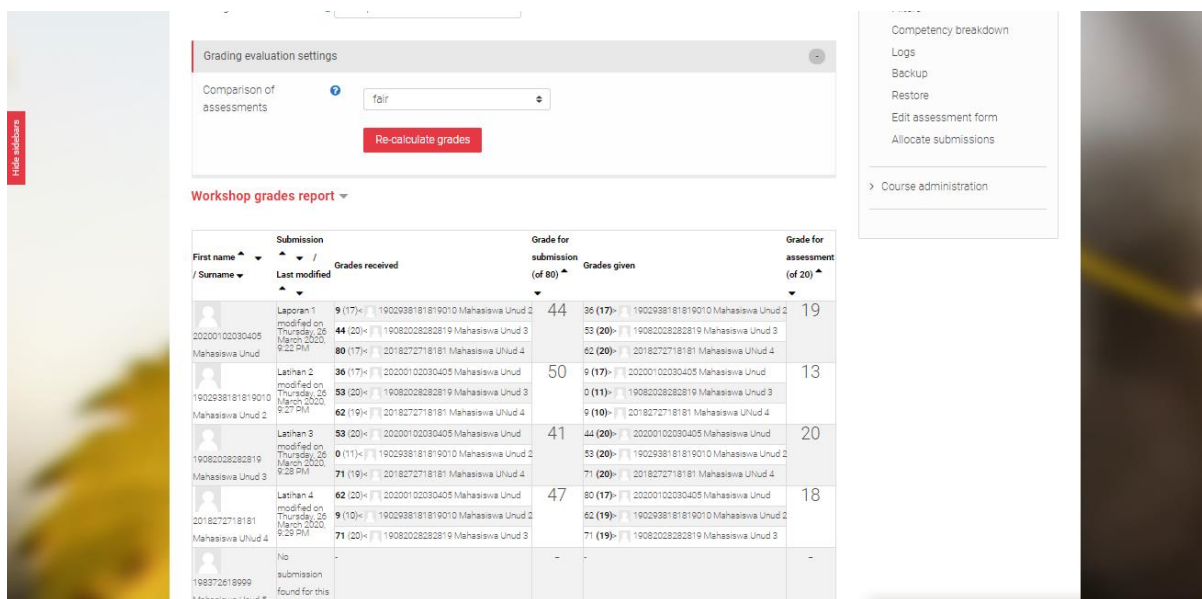 Grading evaluation settings
-
Comparison of
assessments
?
fair
Re-calculate grades
Workshop grades report
Competency breakdown
Logs
Backup
Restore
Edit assessment form
Allocate submissions
> Course administration
Hide sidebars
First name
/ Surname
Submission
/
Last modified
Grades received
Grade for
submission
(of 80)
Grades given
Grade for
assessment
(of 20)
20200102030405
Mahasiswa Unud
Laporan 1
modified on
Thursday, 26
March 2020,
9:22 PM
9 (17)< 1902938181819010 Mahasiswa Unud 2
44 (20)< 19082028282819 Mahasiswa Unud 3
80 (17)< 2018272718181 Mahasiswa UNud 4
44
36 (17)> 1902938181819010 Mahasiswa Unud 2
53 (20)> 19082028282819 Mahasiswa Unud 3
62 (20)> 2018272718181 Mahasiswa UNud 4
19
1902938181819010
Mahasiswa Unud 2
Latihan 2
modified on
Thursday, 26
March 2020,
9:27 PM
36 (17)< 20200102030405 Mahasiswa Unud
53 (20)< 19082028282819 Mahasiswa Unud 3
62 (19)< 2018272718181 Mahasiswa UNud 4
50
9 (17)> 20200102030405 Mahasiswa Unud
0 (11)> 19082028282819 Mahasiswa Unud 3
9 (10)> 2018272718181 Mahasiswa UNud 4
13
19082028282819
Mahasiswa Unud 3
Latihan 3
modified on
Thursday, 26
March 2020,
9:28 PM
53 (20)< 20200102030405 Mahasiswa Unud
0 (11)< 1902938181819010 Mahasiswa Unud 2
71 (19)< 2018272718181 Mahasiswa UNud 4
41
44 (20)> 20200102030405 Mahasiswa Unud
53 (20)> 1902938181819010 Mahasiswa Unud 2
71 (20)> 2018272718181 Mahasiswa UNud 4
20
2018272718181
Mahasiswa UNud 4
Latihan 4
modified on
Thursday, 26
March 2020,
9:29 PM
62 (20)< 20200102030405 Mahasiswa Unud
9 (10)< 1902938181819010 Mahasiswa Unud 2
71 (20)< 19082028282819 Mahasiswa Unud 3
47
80 (17)> 20200102030405 Mahasiswa Unud
62 (19)> 1902938181819010 Mahasiswa Unud 2
71 (19)> 19082028282819 Mahasiswa Unud 3
18
198372618999
No
submission
found for this
-
-
-
-